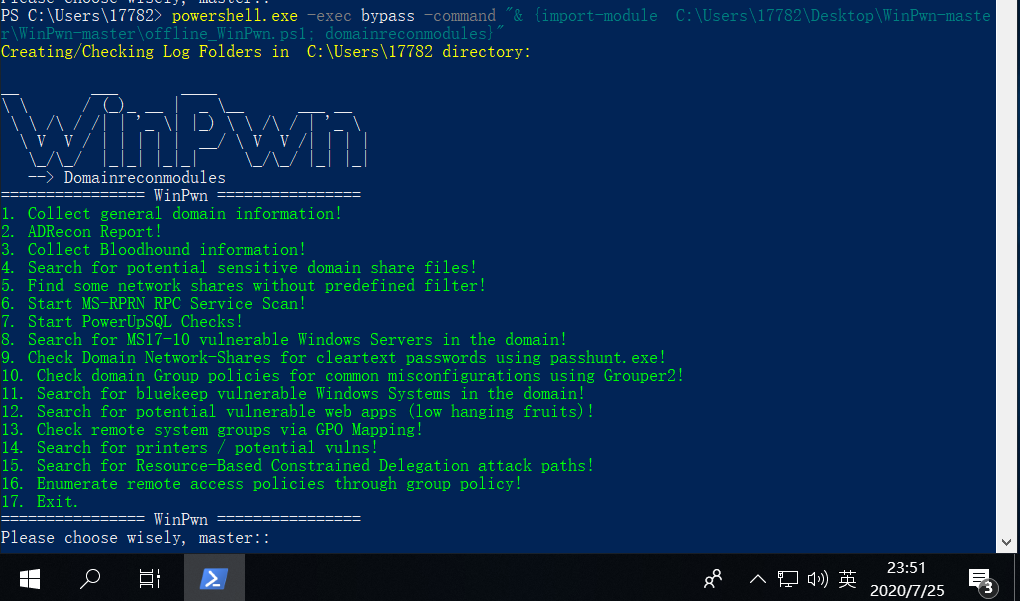 Please choose wisely, master::
PS C:\Users\17782> powershell.exe -exec bypass -command "& {import-module  C:\Users\17782\Desktop\WinPwn-maste
r\WinPwn-master\offline_WinPwn.ps1; domainreconmodules}"
Creating/Checking Log Folders in  C:\Users\17782 directory:
WinPwn
--> Domainreconmodules
================ WinPwn ================
1. Collect general domain information!
2. ADRecon Report!
3. Collect Bloodhound information!
4. Search for potential sensitive domain share files!
5. Find some network shares without predefined filter!
6. Start MS-RPRN RPC Service Scan!
7. Start PowerUpSQL Checks!
8. Search for MS17-10 vulnerable Windows Servers in the domain!
9. Check Domain Network-Shares for cleartext passwords using passhunt.exe!
10. Check domain Group policies for common misconfigurations using Grouper2!
11. Search for bluekeep vulnerable Windows Systems in the domain!
12. Search for potential vulnerable web apps (low hanging fruits)!
13. Check remote system groups via GPO Mapping!
14. Search for printers / potential vulns!
15. Search for Resource-Based Constrained Delegation attack paths!
16. Enumerate remote access policies through group policy!
17. Exit.
================ WinPwn ================
Please choose wisely, master::
英
23:51
2020/7/25
3